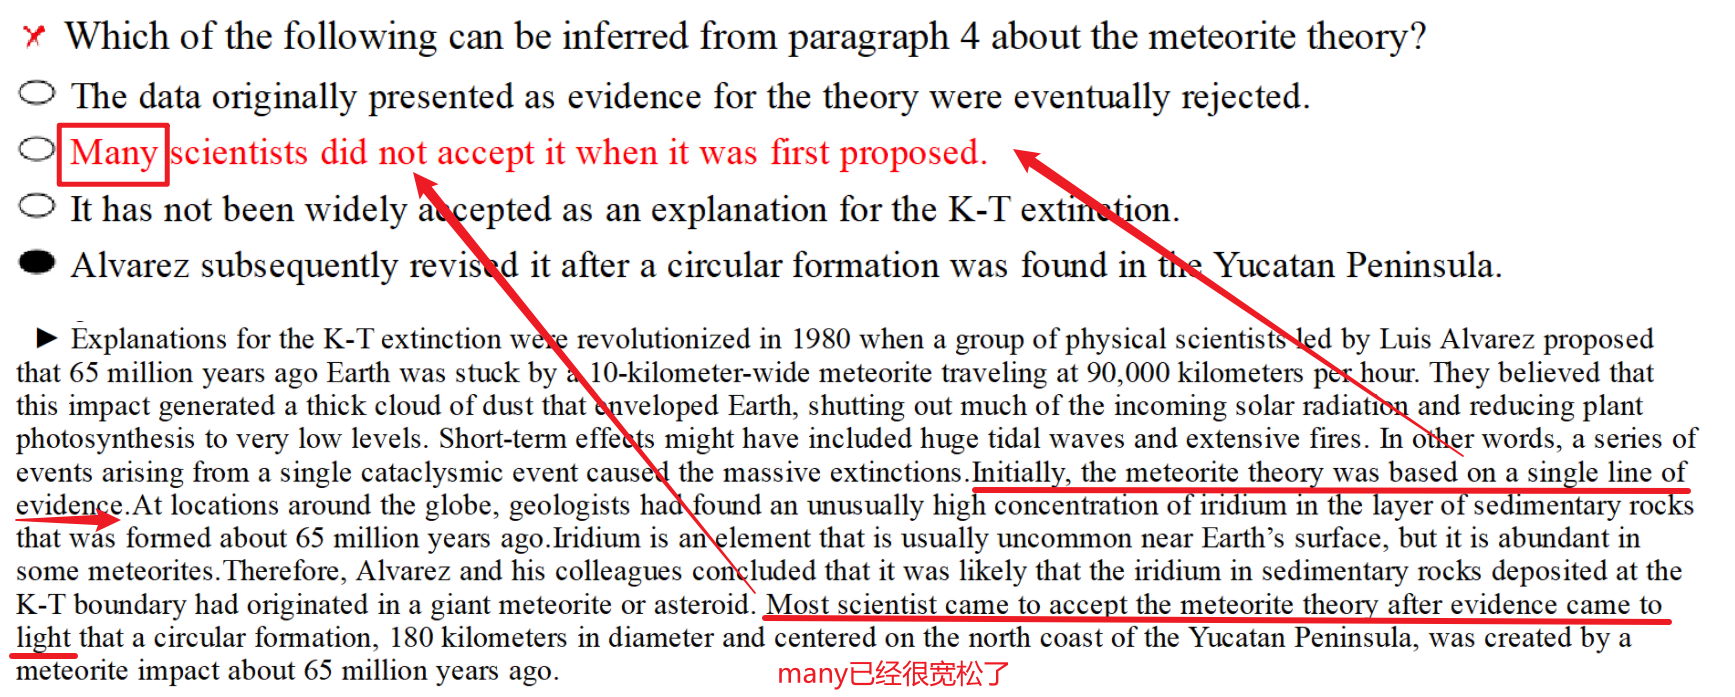 Which of the following can be inferred from paragraph 4 about the meteorite theory?
The data originally presented as evidence for the theory were eventually rejected.
Many scientists did not accept it when it was first proposed.
It has not been widely accepted as an explanation for the K-T extinction.
Alvarez subsequently revised it after a circular formation was found in the Yucatan Peninsula.
► Explanations for the K-T extinction were revolutionized in 1980 when a group of physical scientists led by Luis Alvarez proposed
that 65 million years ago Earth was stuck by a 10-kilometer-wide meteorite traveling at 90,000 kilometers per hour. They believed that
this impact generated a thick cloud of dust that enveloped Earth, shutting out much of the incoming solar radiation and reducing plant
photosynthesis to very low levels. Short-term effects might have included huge tidal waves and extensive fires. In other words, a series of
events arising from a single cataclysmic event caused the massive extinctions.Initially, the meteorite theory was based on a single line of
evidence.At locations around the globe, geologists had found an unusually high concentration of iridium in the layer of sedimentary rocks
that was formed about 65 million years ago.Iridium is an element that is usually uncommon near Earth's surface, but it is abundant in
some meteorites.Therefore, Alvarez and his colleagues concluded that it was likely that the iridium in sedimentary rocks deposited at the
K-T boundary had originated in a giant meteorite or asteroid. Most scientist came to accept the meteorite theory after evidence came to
light that a circular formation, 180 kilometers in diameter and centered on the north coast of the Yucatan Peninsula, was created by a
meteorite impact about 65 million years ago.
many已经很宽松了